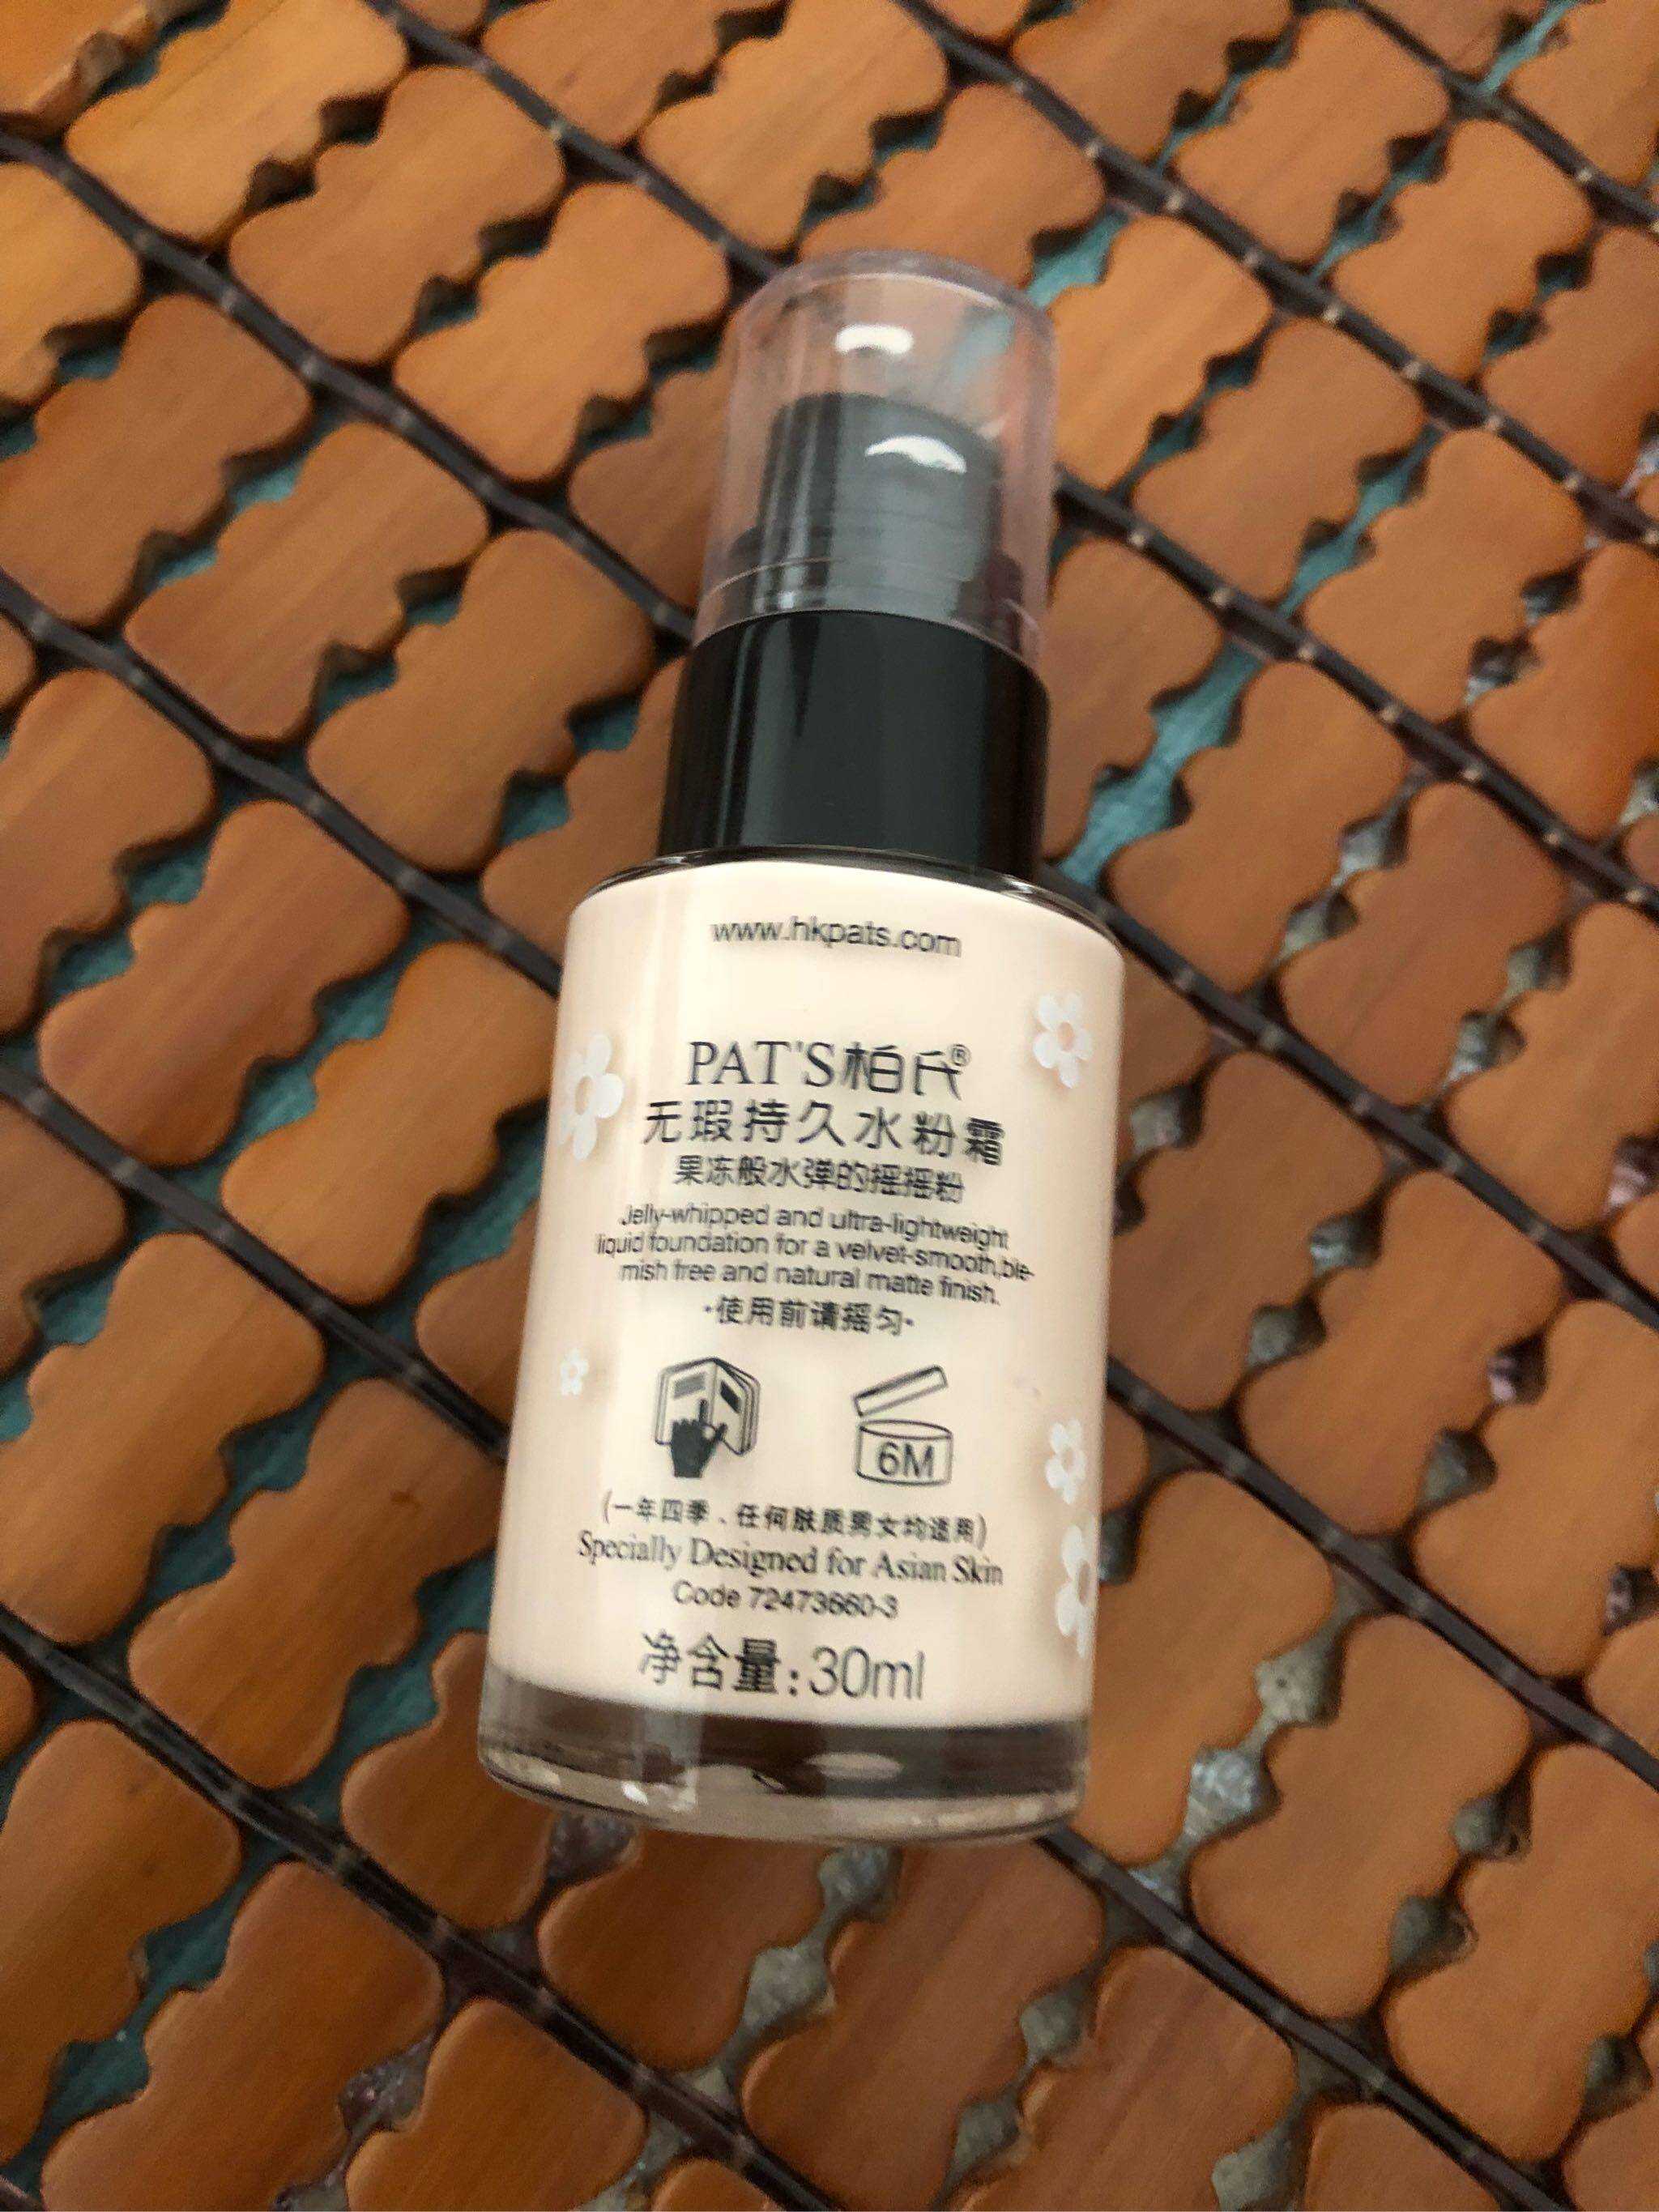 www.hkpats.com
PAT'S柏氏®
无瑕持久水粉霜
果冻般水弹的摇摇粉
Jelly-whipped and ultra-lightweight
liquid foundation for a velvet-smooth,ble-
mish free and natural matte finish.
·使用前请摇匀·
6M
(一年四季、任何肤质男女均适用)
Specially Designed for Asian Skin
Code 72473660-3
净含量:30ml